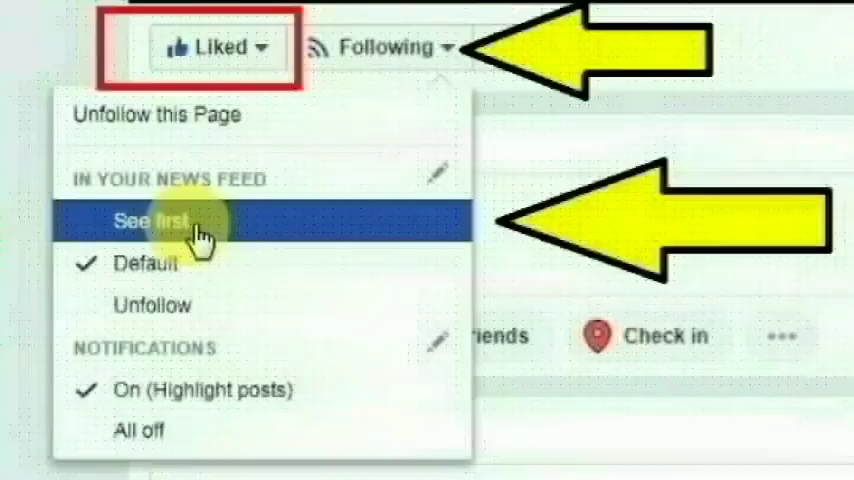 Liked Following
Unfollow this Page
IN YOUR NEWS FEED
See first
Default
Unfollow
NOTIFICATIONS
On (Highlight posts)
All off
iends Check in